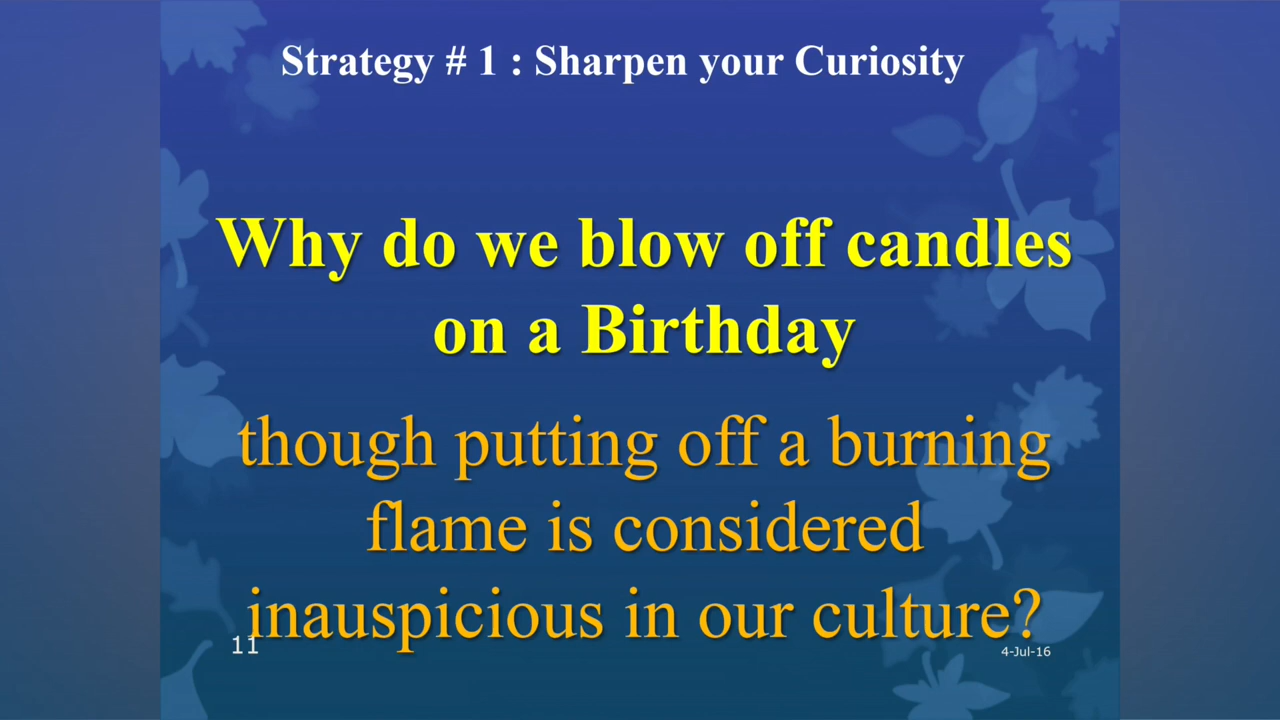 Strategy # 1 : Sharpen your Curiosity
Why do we blow off candles
on a Birthday
though putting off a burning
flame is considered
inauspicious in our culture?
11
4-Jul-16